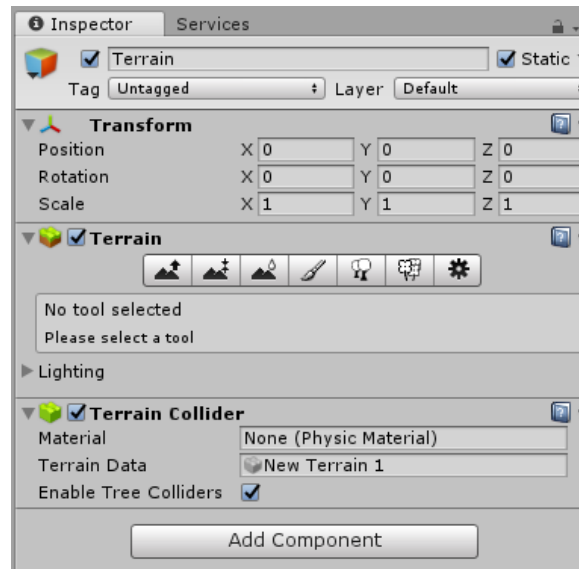 Inspector Services
Terrain Static
Tag Untagged Layer Default
Transform
Position X 0 Y 0 Z 0
Rotation X 0 Y 0 Z 0
Scale X 1 Y 1 Z 1
Terrain
No tool selected
Please select a tool
Lighting
Terrain Collider
Material None (Physic Material)
Terrain Data New Terrain 1
Enable Tree Colliders
Add Component